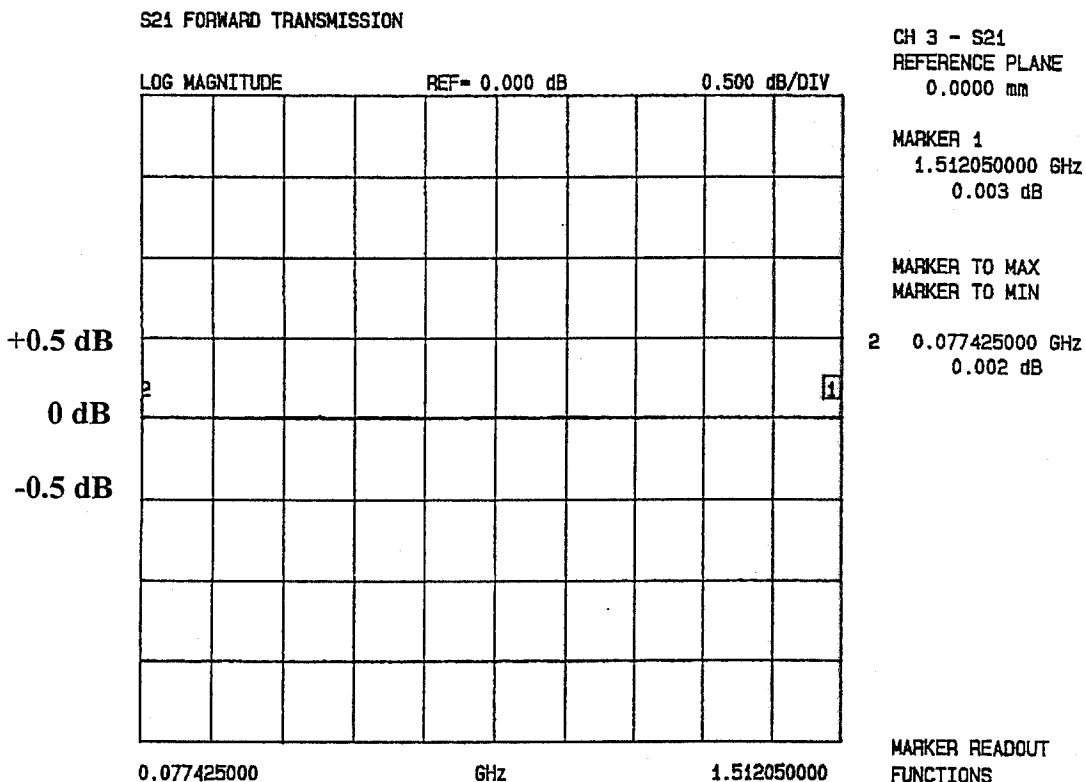 S21 FORWARD TRANSMISSION
LOG MAGNITUDE REF= 0.000 dB 0.500 dB/DIV
CH 3 - S21
REFERENCE PLANE
0.0000 mm
MARKER 1
1.512050000 GHz
0.003 dB
MARKER TO MAX
MARKER TO MIN
2 0.077425000 GHz
0.002 dB
+0.5 dB
2 1
0 dB
-0.5 dB
0.077425000 GHz 1.512050000
MARKER READOUT
FUNCTIONS